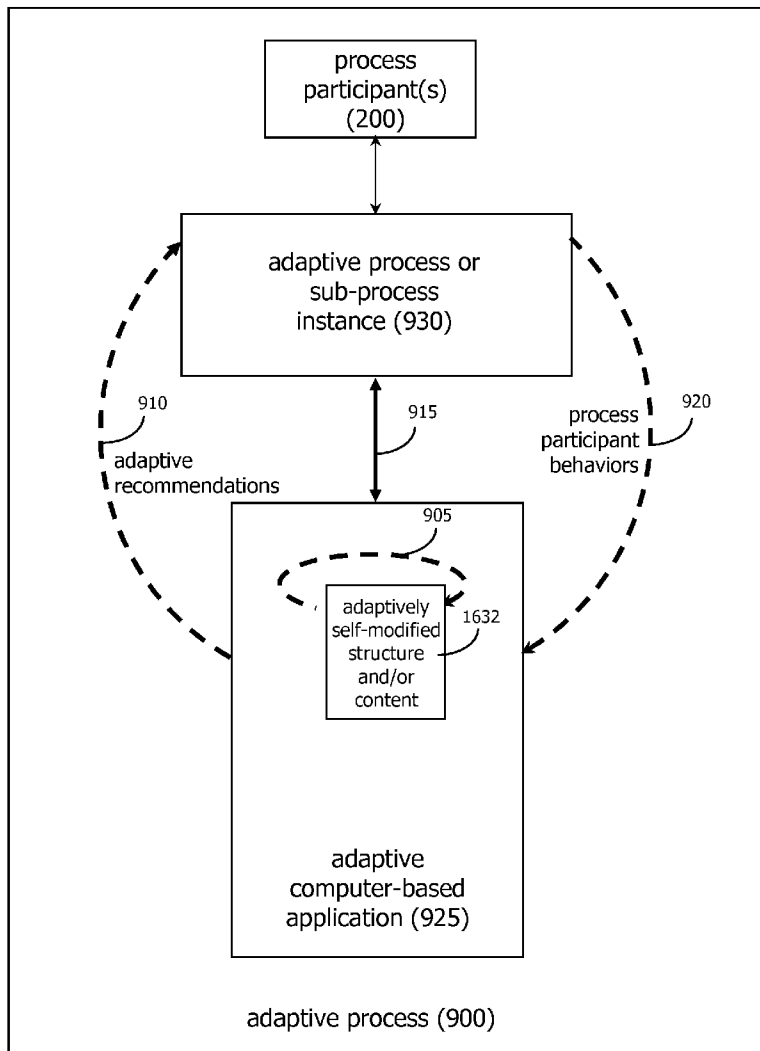 process
participant(s)
(200)
adaptive process or
sub-process
instance (930)
910
adaptive
recommendations
915
process
participant
behaviors
920
905
adaptively
self-modified
structure
and/or
content
1632
adaptive
computer-based
application (925)
adaptive process (900)